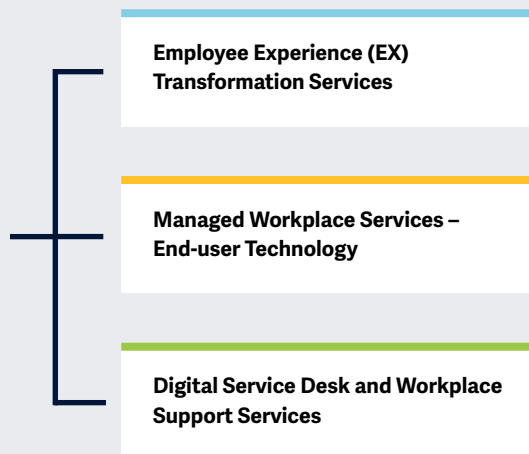 Employee Experience (EX)
Transformation Services
Managed Workplace Services –
End-user Technology
Digital Service Desk and Workplace
Support Services